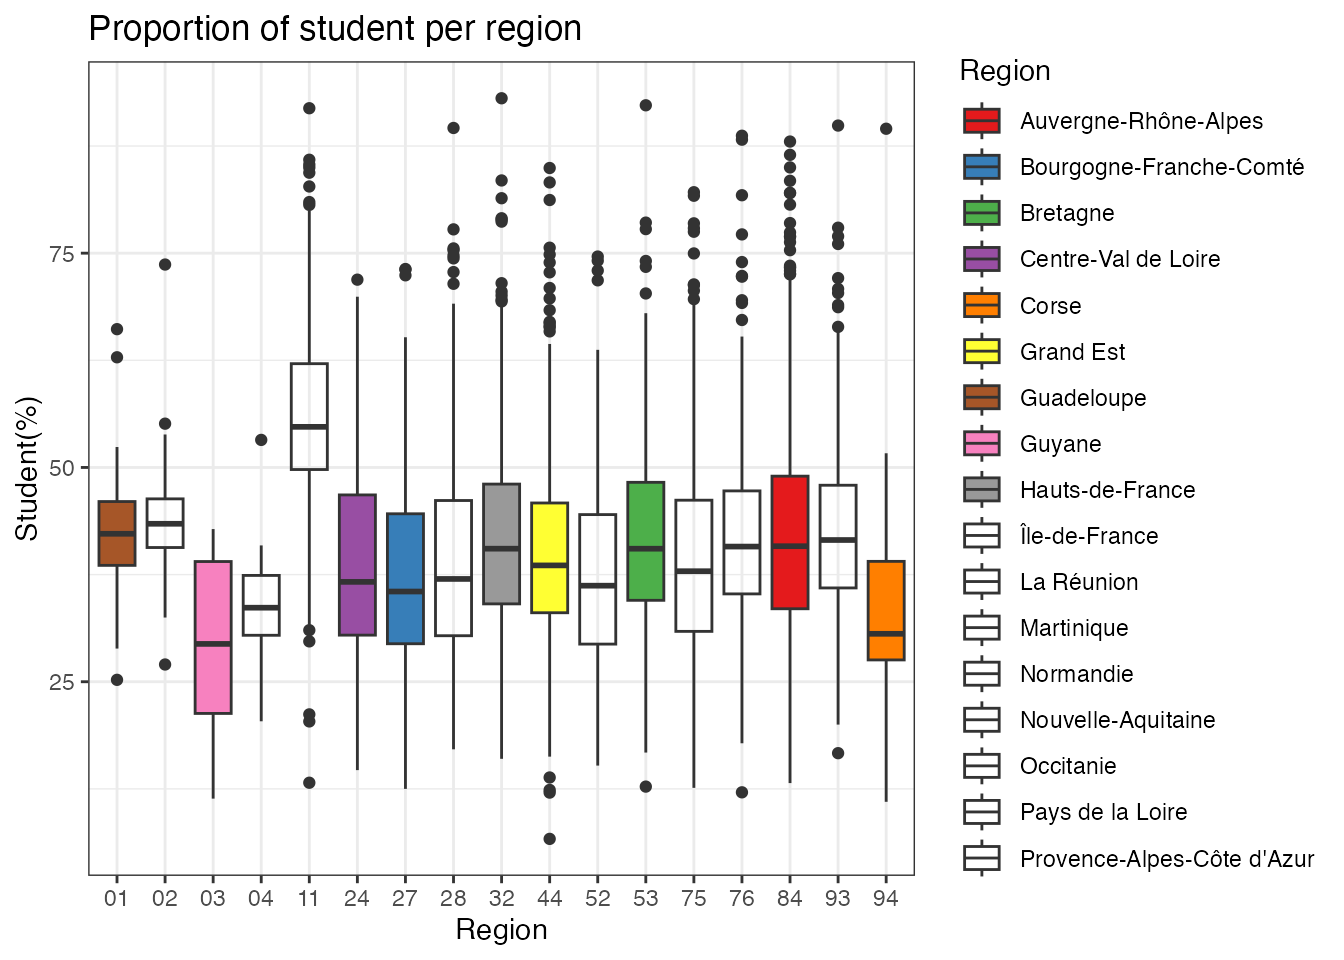 Proportion of student per region
Student(%)
75
50
25
01 02 03 04 11 24 27 28 32 44 52 53 75 76 84 93 94
Region
Region
Auvergne-Rhône-Alpes
Bourgogne-Franche-Comté
Bretagne
Centre-Val de Loire
Corse
Grand Est
Guadeloupe
Guyane
Hauts-de-France
Île-de-France
La Réunion
Martinique
Normandie
Nouvelle-Aquitaine
Occitanie
Pays de la Loire
Provence-Alpes-Côte d'Azur